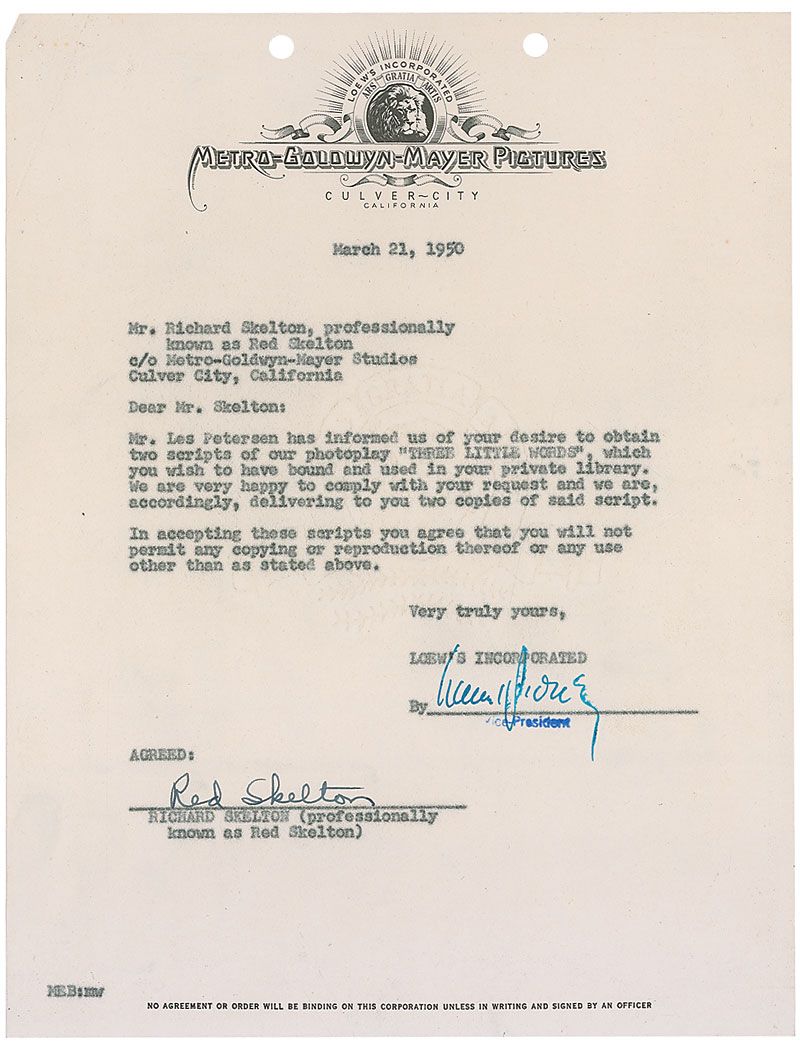 LOEW'S INCORPORATED
ARS GRATIA ARTIS
METRO-GOLDWYN-MAYER PICTURES
CULVER~CITY
CALIFORNIA
March 21, 1950
Mr. Richard Skelton, professionally
known as Red Skelton
c/o Metro-Goldwyn-Mayer Studios
Culver City, California
Dear Mr. Skelton:
Mr. Les Petersen has informed us of your desire to obtain
two scripts of our photoplay "THREE LITTLE WORDS", which
you wish to have bound and used in your private library.
We are very happy to comply with your request and we are,
accordingly, delivering to you two copies of said script.
In accepting these scripts you agree that you will not
permit any copying or reproduction thereof or any use
other than as stated above.
Very truly yours,
LOEW'S INCORPORATED
By
Vice-President
AGREED:
Red Skelton
RICHARD SKELTON (professionally
known as Red Skelton)
MEB:mw
NO AGREEMENT OR ORDER WILL BE BINDING ON THIS CORPORATION UNLESS IN WRITING AND SIGNED BY AN OFFICER